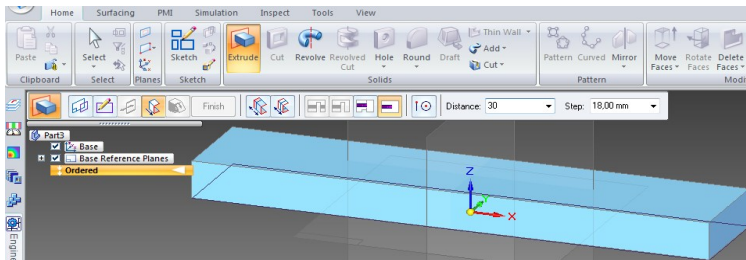 Home Surfacing PMI Simulation Inspect Tools View
Paste
Select
Sketch
Extrude
Cut
Revolve
Revolved Cut
Hole
Round
Draft
Thin Wall
Add
Cut
Pattern
Curved
Mirror
Move Faces
Rotate Faces
Delete Faces
Clipboard Select Planes Sketch Solids Pattern Modi
Finish Distance: 30 Step: 18,00 mm
Part3
Base
Base Reference Planes
Ordered
Z
Y
X
Engine